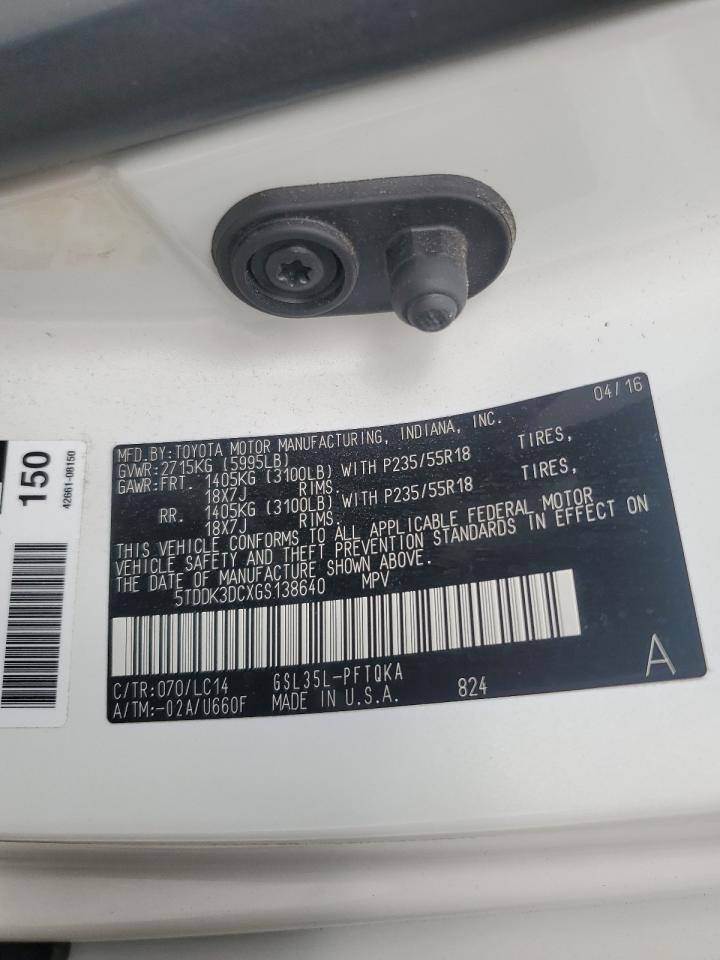 04/16
MFD.BY:TOYOTA MOTOR MANUFACTURING, INDIANA, INC.
GVWR:2715KG (5995LB)
GAWR:FRT. 1405KG (3100LB) WITH P235/55R18 TIRES,
18X7J RIMS.
RR. 1405KG (3100LB) WITH P235/55R18 TIRES,
18X7J RIMS.
THIS VEHICLE CONFORMS TO ALL APPLICABLE FEDERAL MOTOR
VEHICLE SAFETY AND THEFT PREVENTION STANDARDS IN EFFECT ON
THE DATE OF MANUFACTURE SHOWN ABOVE.
5TDDK3DCXGS138640 MPV
C/TR:070/LC14 GSL35L-PFTQKA
A/TM:-02A/U660F MADE IN U.S.A. 824
A
150
42661-08150